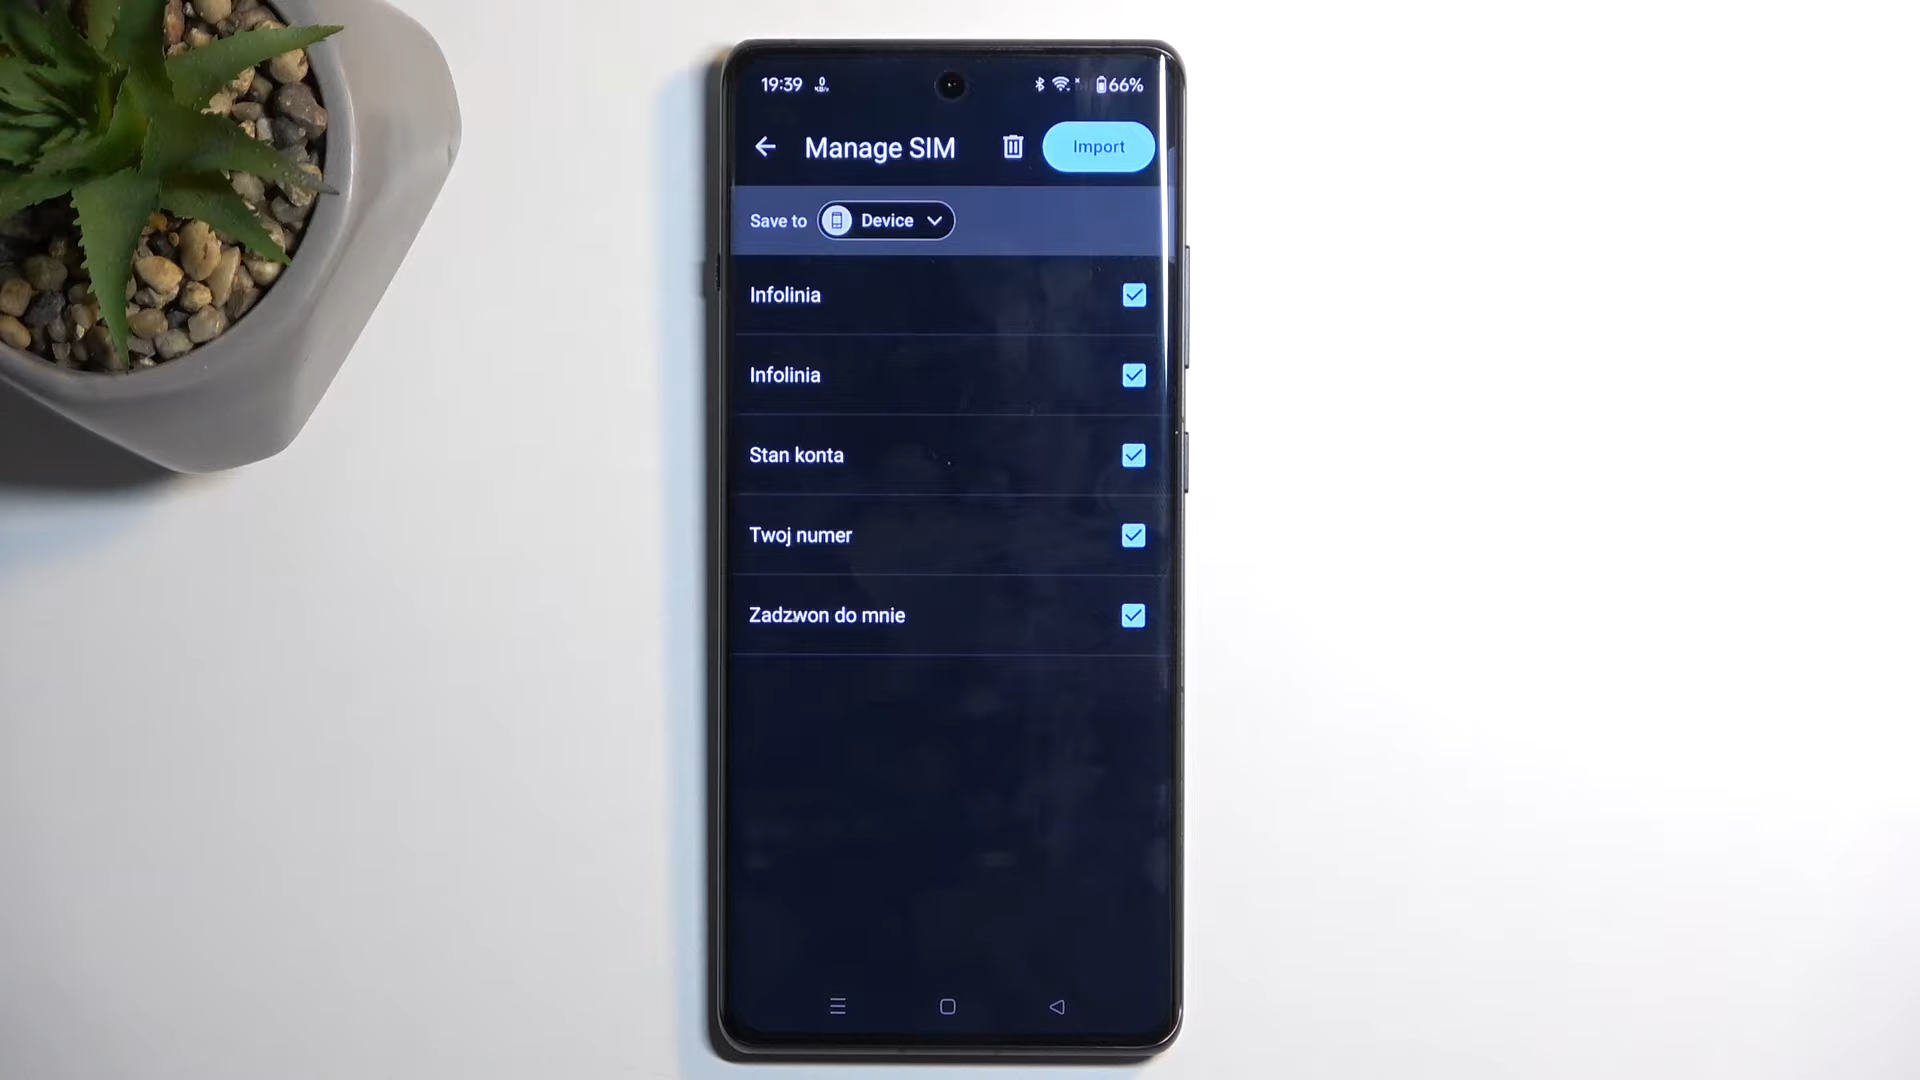 19:39 66%
Manage SIM Import
Save to Device
Infolinia
Infolinia
Stan konta
Twoj numer
Zadzwon do mnie